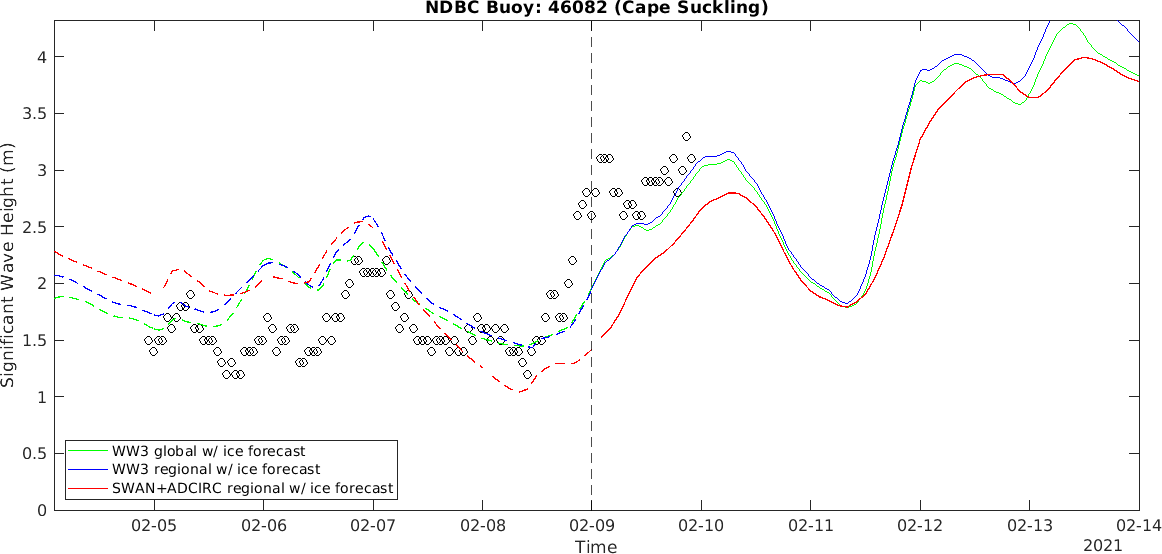 NDBC Buoy: 46082 (Cape Suckling)
Significant Wave Height (m)
4
3.5
3
2.5
2
1.5
1
0.5
0
WW3 global w/ ice forecast
WW3 regional w/ ice forecast
SWAN+ADCIRC regional w/ ice forecast
02-05 02-06 02-07 02-08 02-09 02-10 02-11 02-12 02-13 02-14
Time
2021